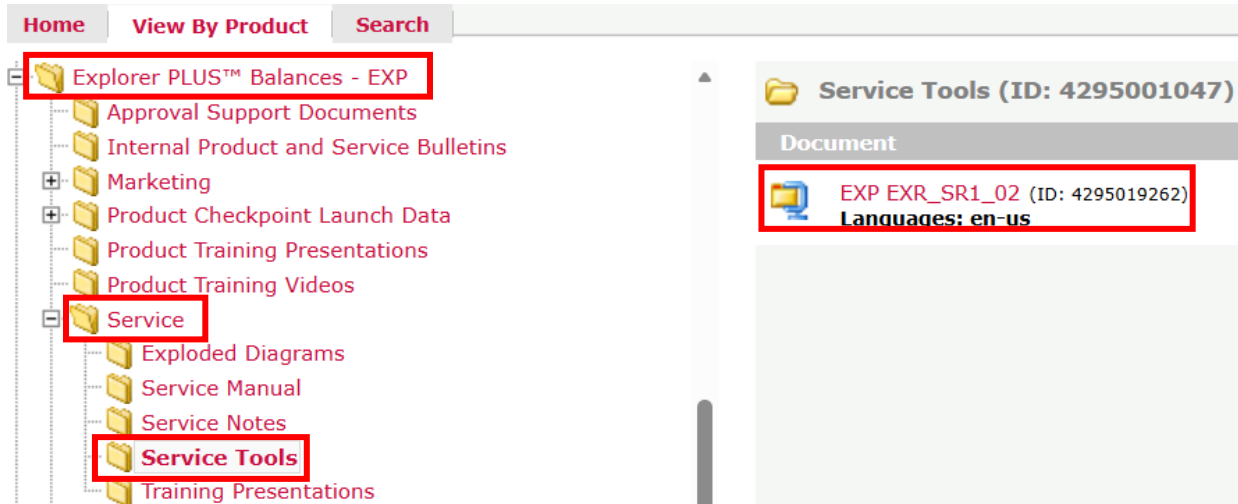 Home View By Product Search
Explorer PLUS™ Balances - EXP
Approval Support Documents
Internal Product and Service Bulletins
Marketing
Product Checkpoint Launch Data
Product Training Presentations
Product Training Videos
Service
Exploded Diagrams
Service Manual
Service Notes
Service Tools
Training Presentations
Service Tools (ID: 4295001047)
Document
EXP EXR_SR1_02 (ID: 4295019262)
Languages: en-us